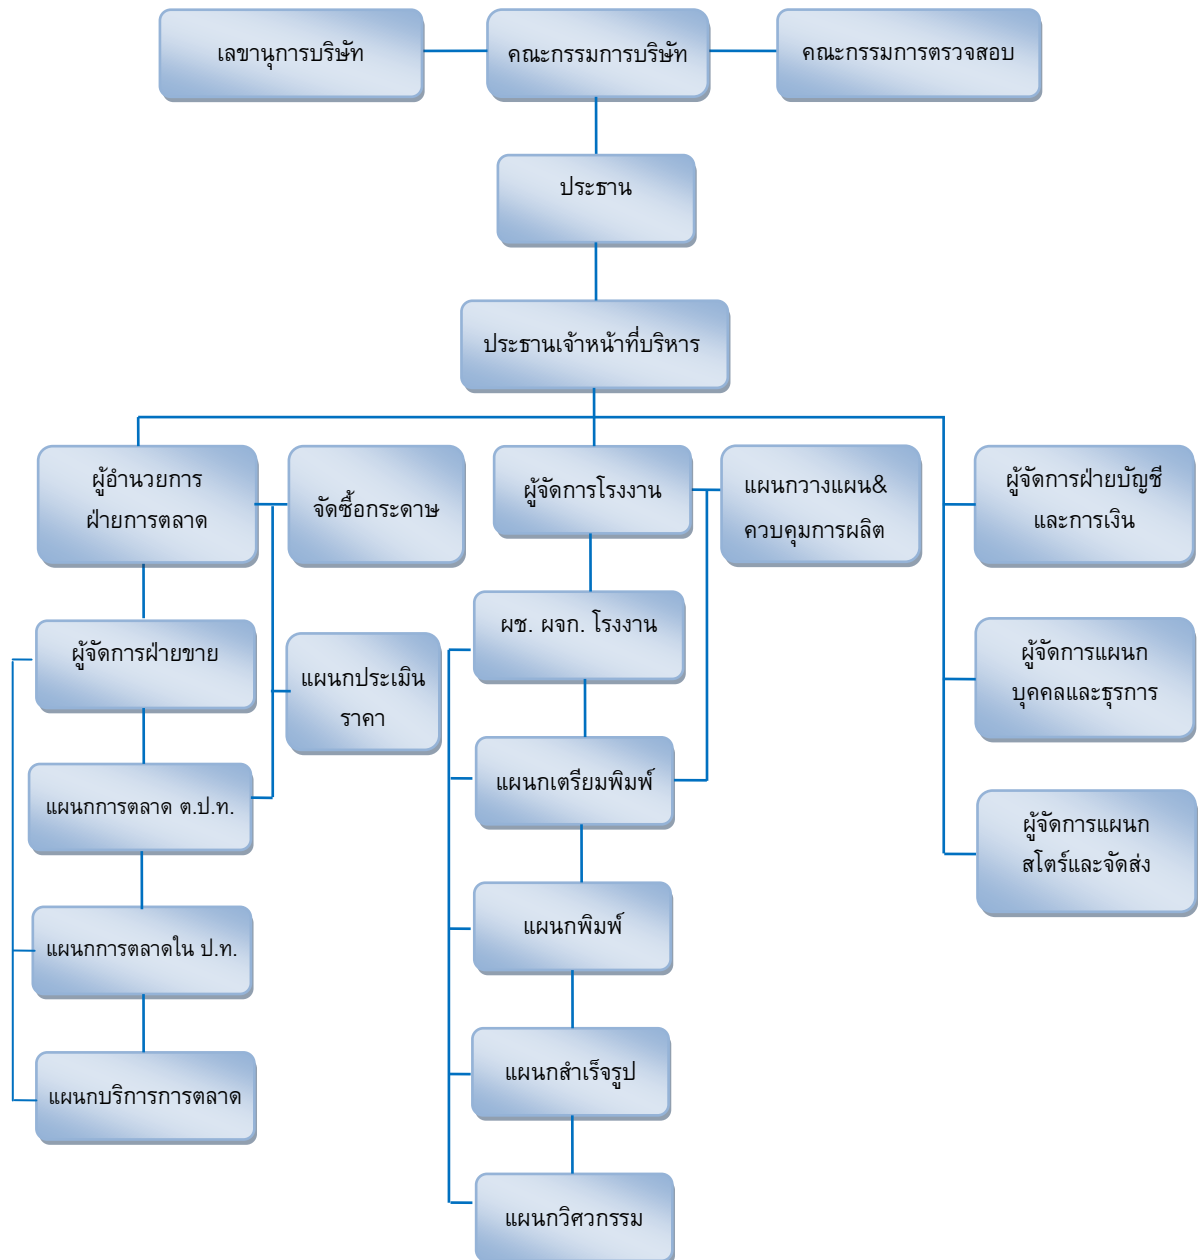 เลขานุการบริษัท
คณะกรรมการบริษัท
คณะกรรมการตรวจสอบ
ประธาน
ประธานเจ้าหน้าที่บริหาร
ผู้อำนวยการ
ฝ่ายการตลาด
จัดซื้อกระดาษ
ผู้จัดการโรงงาน
แผนกวางแผน&
ควบคุมการผลิต
ผู้จัดการฝ่ายบัญชี
และการเงิน
ผู้จัดการฝ่ายขาย
แผนกประเมิน
ราคา
ผช. ผจก. โรงงาน
ผู้จัดการแผนก
บุคคลและธุรการ
แผนกการตลาด ต.ป.ท.
แผนกเตรียมพิมพ์
ผู้จัดการแผนก
สโตร์และจัดส่ง
แผนกการตลาดใน ป.ท.
แผนกพิมพ์
แผนกบริการการตลาด
แผนกสำเร็จรูป
แผนกวิศวกรรม